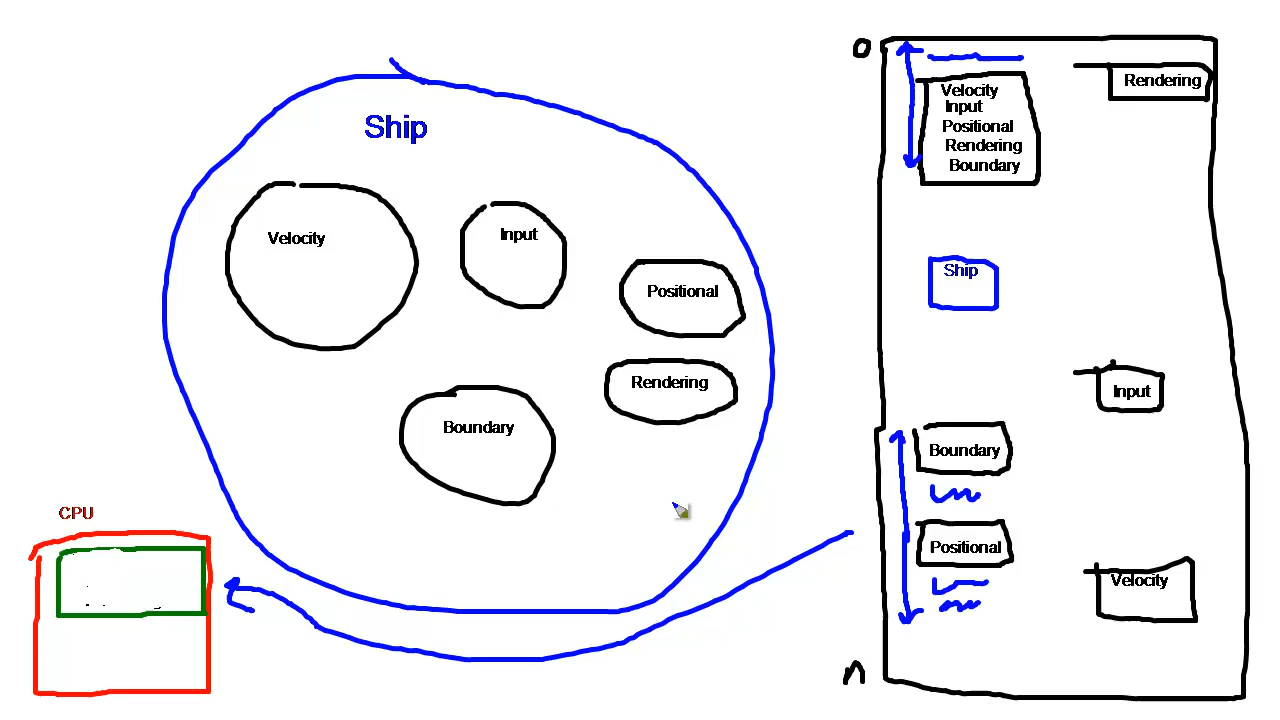 Ship
Velocity
Input
Positional
Rendering
Boundary
CPU
0
Velocity
Input
Positional
Rendering
Boundary
Rendering
Ship
Input
Boundary
Positional
Velocity
n